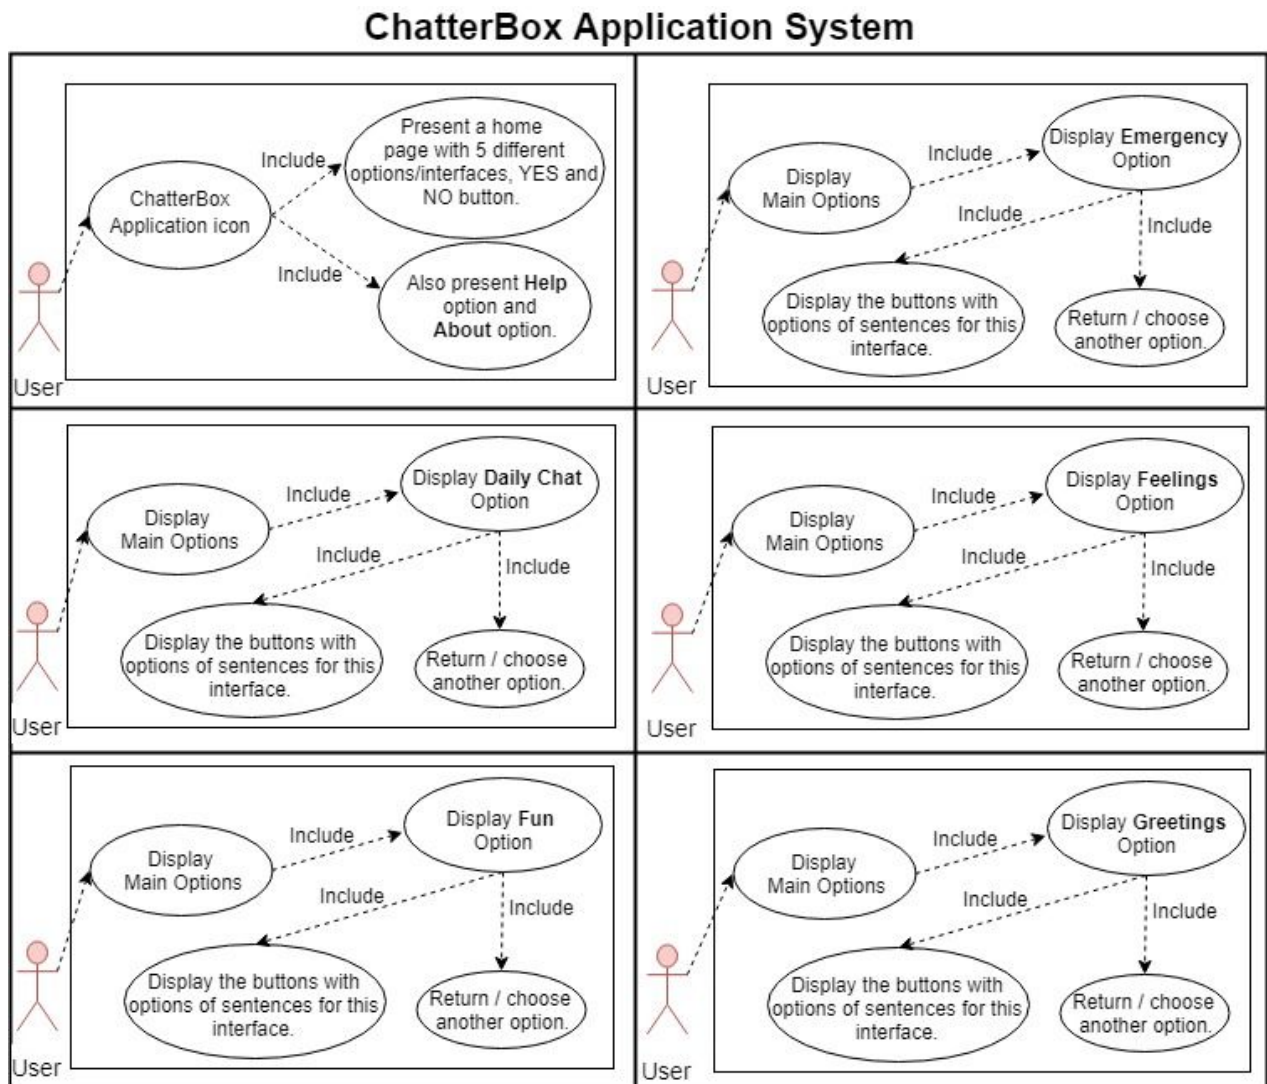 ChatterBox Application System
ChatterBox
Application icon
Include
Present a home
page with 5 different
options/interfaces, YES and
NO button.
Include
Also present Help
option and
About option.
User
Display
Main Options
Include
Display Emergency
Option
Include
Include
Display the buttons with
options of sentences for this
interface.
Return / choose
another option.
User
Display
Main Options
Include
Display Daily Chat
Option
Include
Include
Display the buttons with
options of sentences for this
interface.
Return / choose
another option.
User
Display
Main Options
Include
Display Feelings
Option
Include
Include
Display the buttons with
options of sentences for this
interface.
Return / choose
another option.
User
Display
Main Options
Include
Display Fun
Option
Include
Include
Display the buttons with
options of sentences for this
interface.
Return / choose
another option.
User
Display
Main Options
Include
Display Greetings
Option
Include
Include
Display the buttons with
options of sentences for this
interface.
Return / choose
another option.
User